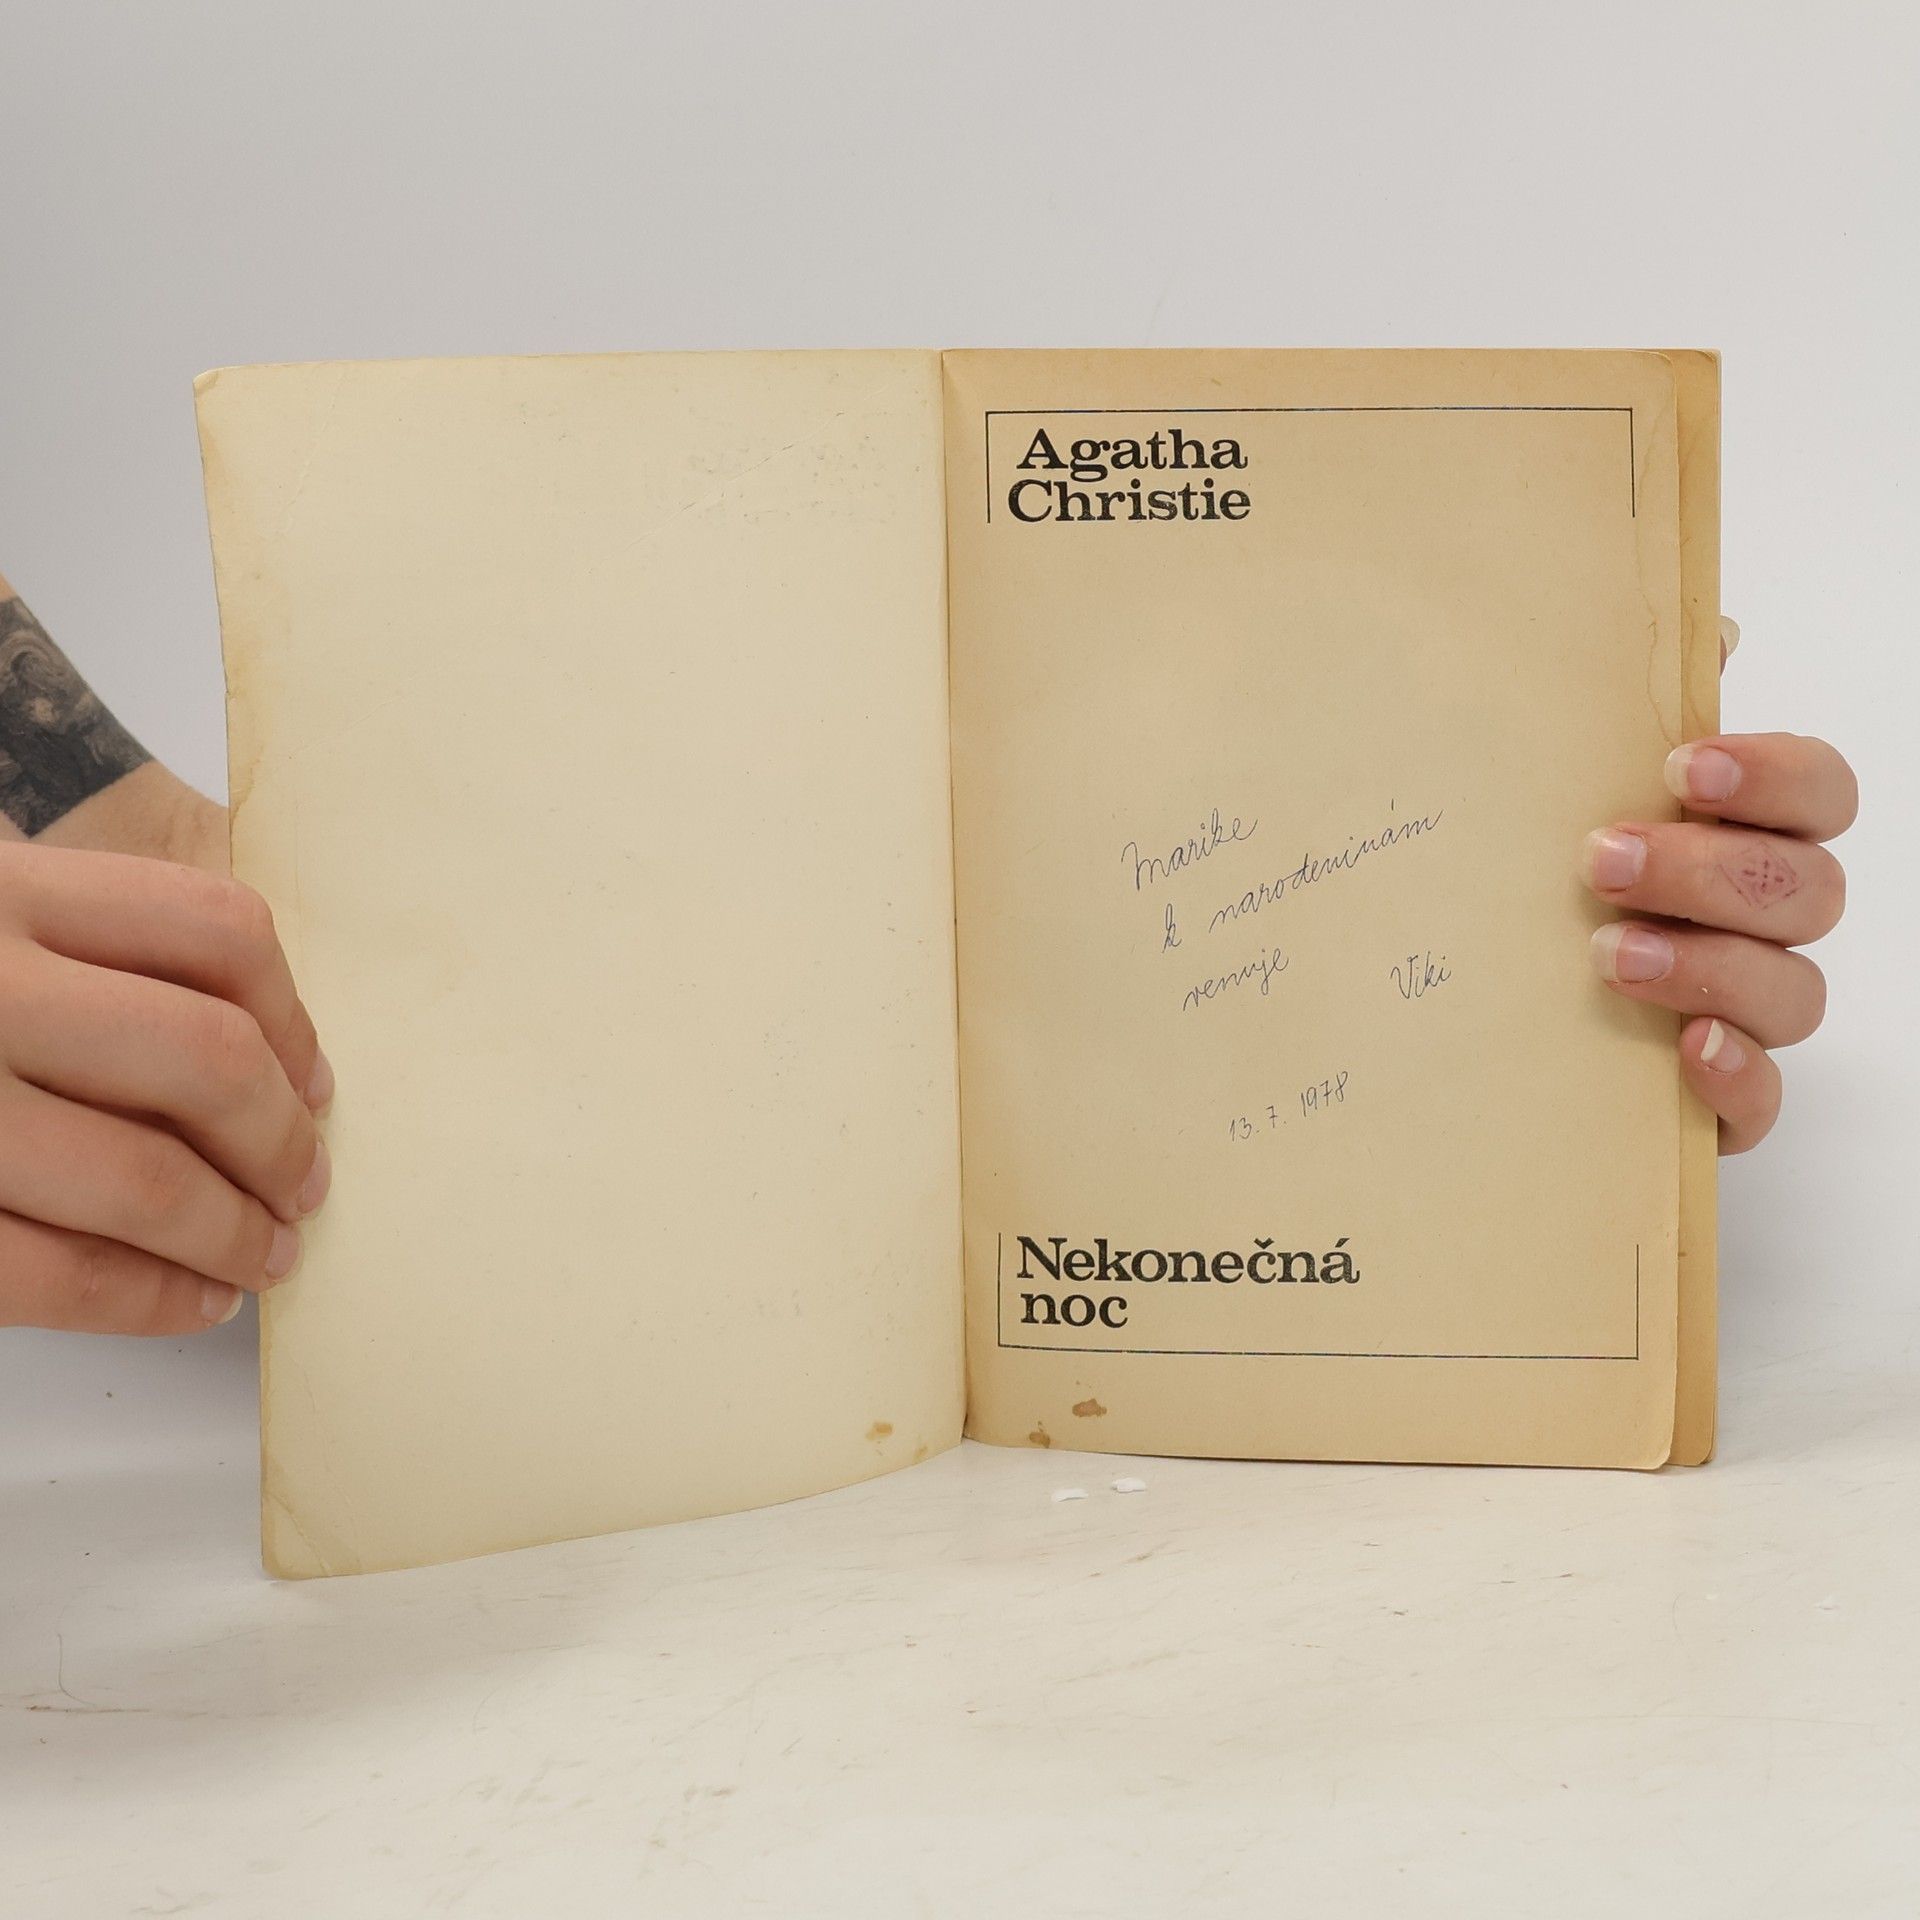 Agatha
Christie
Marike
k narodeninám
venuje Viki
13. 7. 1978
Nekonečná
noc